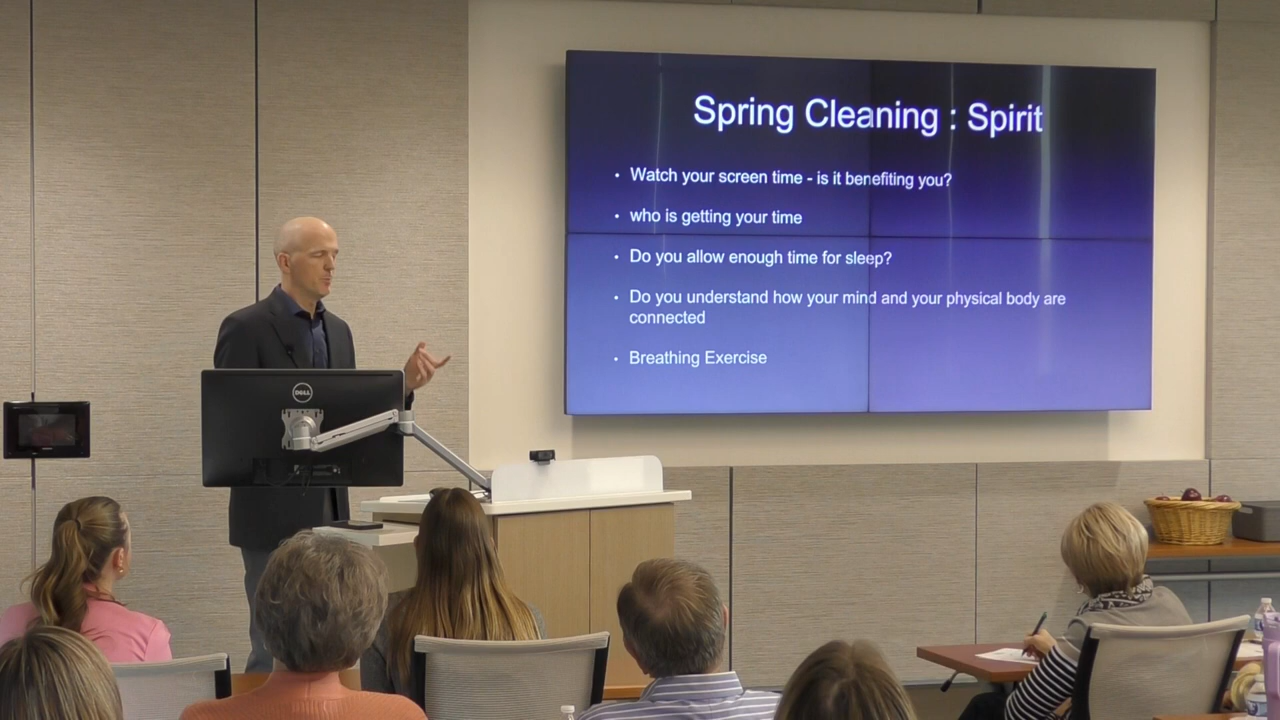 Spring Cleaning : Spirit
• Watch your screen time - is it benefiting you?
• who is getting your time
• Do you allow enough time for sleep?
• Do you understand how your mind and your physical body are
connected
• Breathing Exercise
DELL